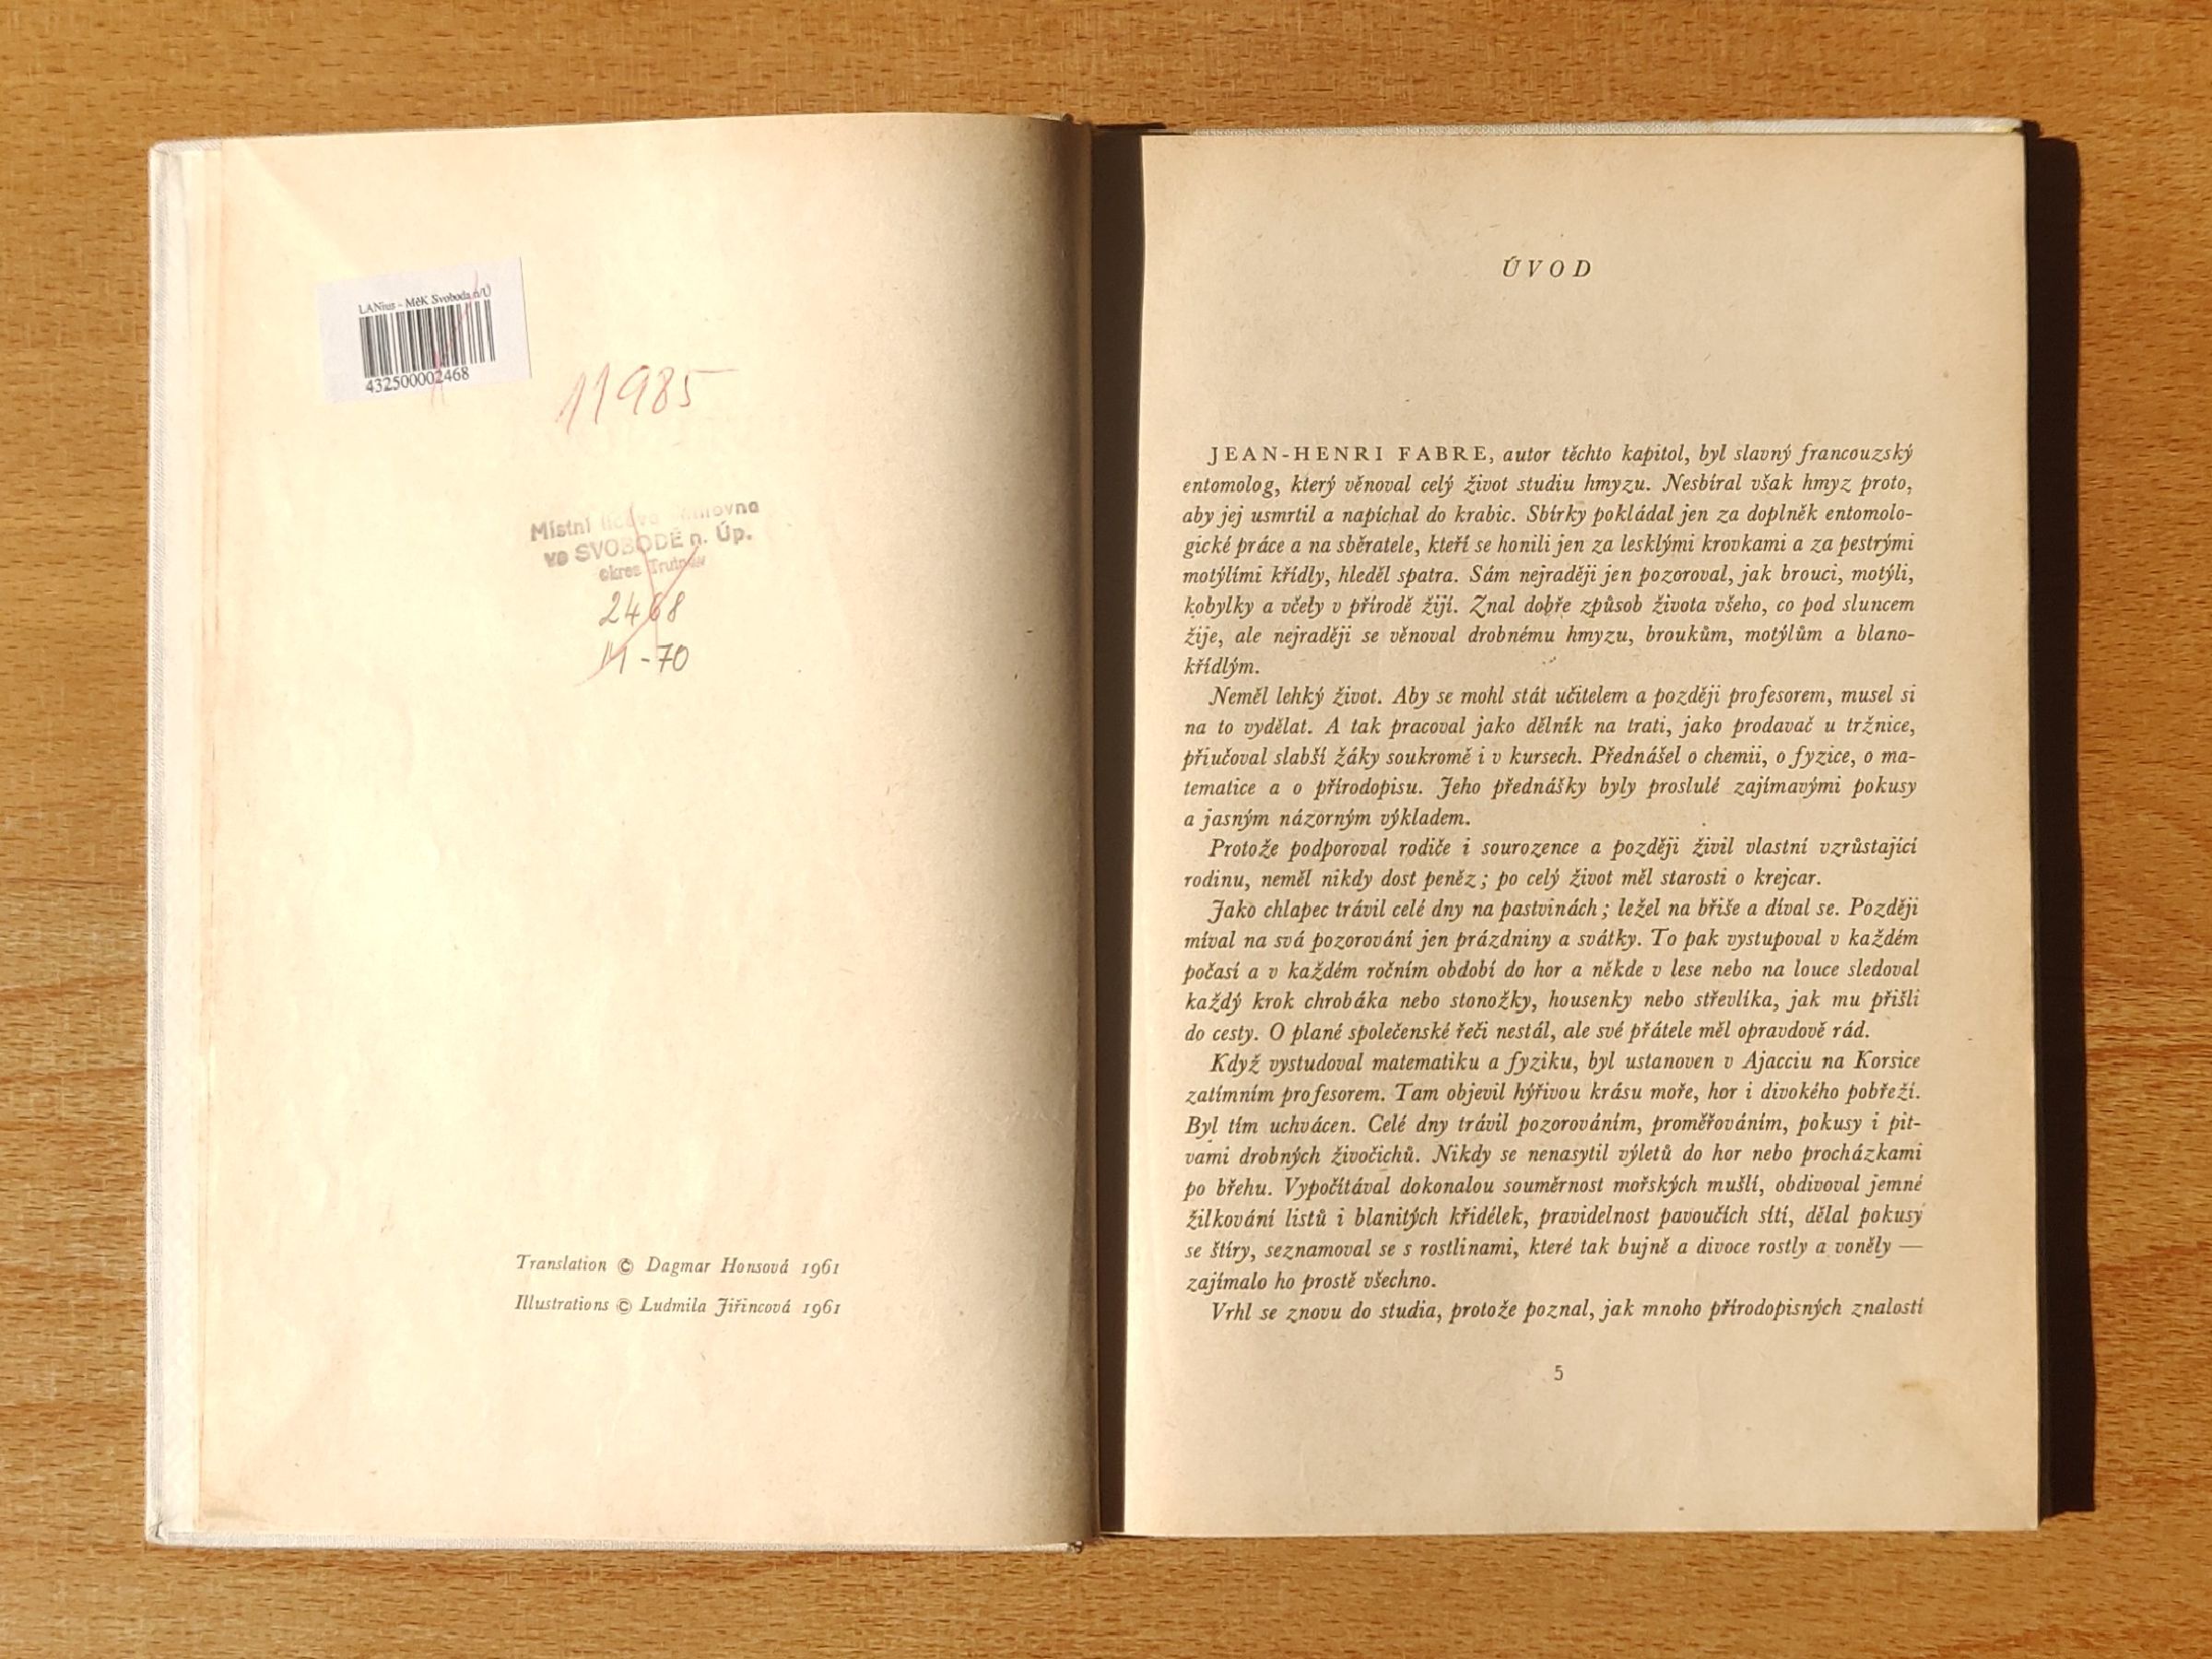 LANius - MěK Svoboda n/Ú
432500002468
11985
Místní lidová knihovna
ve SVOBODĚ n. Úp.
okres Trutnov
2468
-70
Translation © Dagmar Honsová 1961
Illustrations © Ludmila Jiřincová 1961
ÚVOD
JEAN-HENRI FABRE, autor těchto kapitol, byl slavný francouzský
entomolog, který věnoval celý život studiu hmyzu. Nesbíral však hmyz proto,
aby jej usmrtil a napíchal do krabic. Sbírky pokládal jen za doplněk entomolo-
gické práce a na sběratele, kteří se honili jen za lesklými krovkami a za pestrými
motýlími křídly, hleděl spatra. Sám nejraději jen pozoroval, jak brouci, motýli,
kobylky a včely v přírodě žijí. Znal dobře způsob života všeho, co pod sluncem
žije, ale nejraději se věnoval drobnému hmyzu, broukům, motýlům a blano-
křídlým.
Neměl lehký život. Aby se mohl stát učitelem a později profesorem, musel si
na to vydělat. A tak pracoval jako dělník na trati, jako prodavač u tržnice,
přiučoval slabší žáky soukromě i v kursech. Přednášel o chemii, o fyzice, o ma-
tematice a o přírodopisu. Jeho přednášky byly proslulé zajímavými pokusy
a jasným názorným výkladem.
Protože podporoval rodiče i sourozence a později živil vlastní vzrůstající
rodinu, neměl nikdy dost peněz; po celý život měl starosti o krejcar.
Jako chlapec trávil celé dny na pastvinách; ležel na břiše a díval se. Později
míval na svá pozorování jen prázdniny a svátky. To pak vystupoval v každém
počasí a v každém ročním období do hor a někde v lese nebo na louce sledoval
každý krok chrobáka nebo stonožky, housenky nebo střevlíka, jak mu přišli
do cesty. O plané společenské řeči nestál, ale své přátele měl opravdově rád.
Když vystudoval matematiku a fyziku, byl ustanoven v Ajacciu na Korsice
zatímním profesorem. Tam objevil hýřivou krásu moře, hor i divokého pobřeží.
Byl tím uchvácen. Celé dny trávil pozorováním, proměřováním, pokusy i pit-
vami drobných živočichů. Nikdy se nenasytil výletů do hor nebo procházkami
po břehu. Vypočítával dokonalou souměrnost mořských mušlí, obdivoval jemné
žilkování listů i blanitých křidélek, pravidelnost pavoučích sítí, dělal pokusy
se štíry, seznamoval se s rostlinami, které tak bujně a divoce rostly a voněly —
zajímalo ho prostě všechno.
Vrhl se znovu do studia, protože poznal, jak mnoho přírodopisných znalostí
5